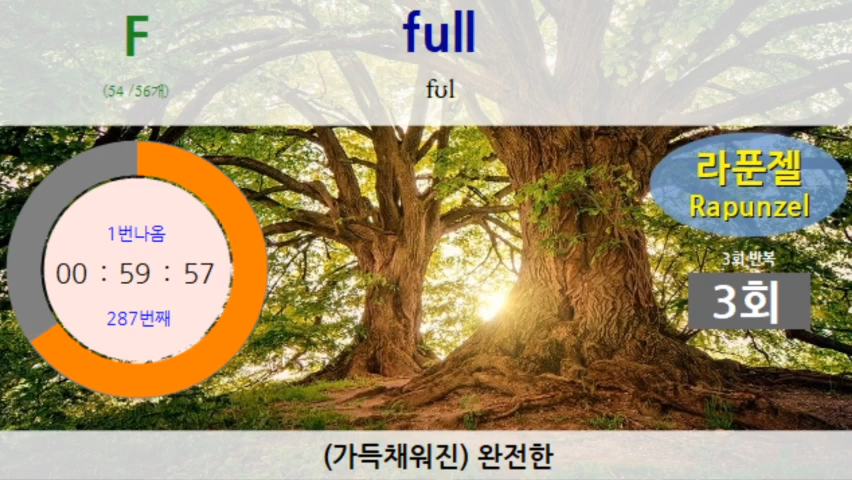 F
full
(54 /56개)
fʊl
라푼젤
Rapunzel
1번나옴
00 : 59 : 57
287번째
3회 반복
3회
(가득채워진) 완전한